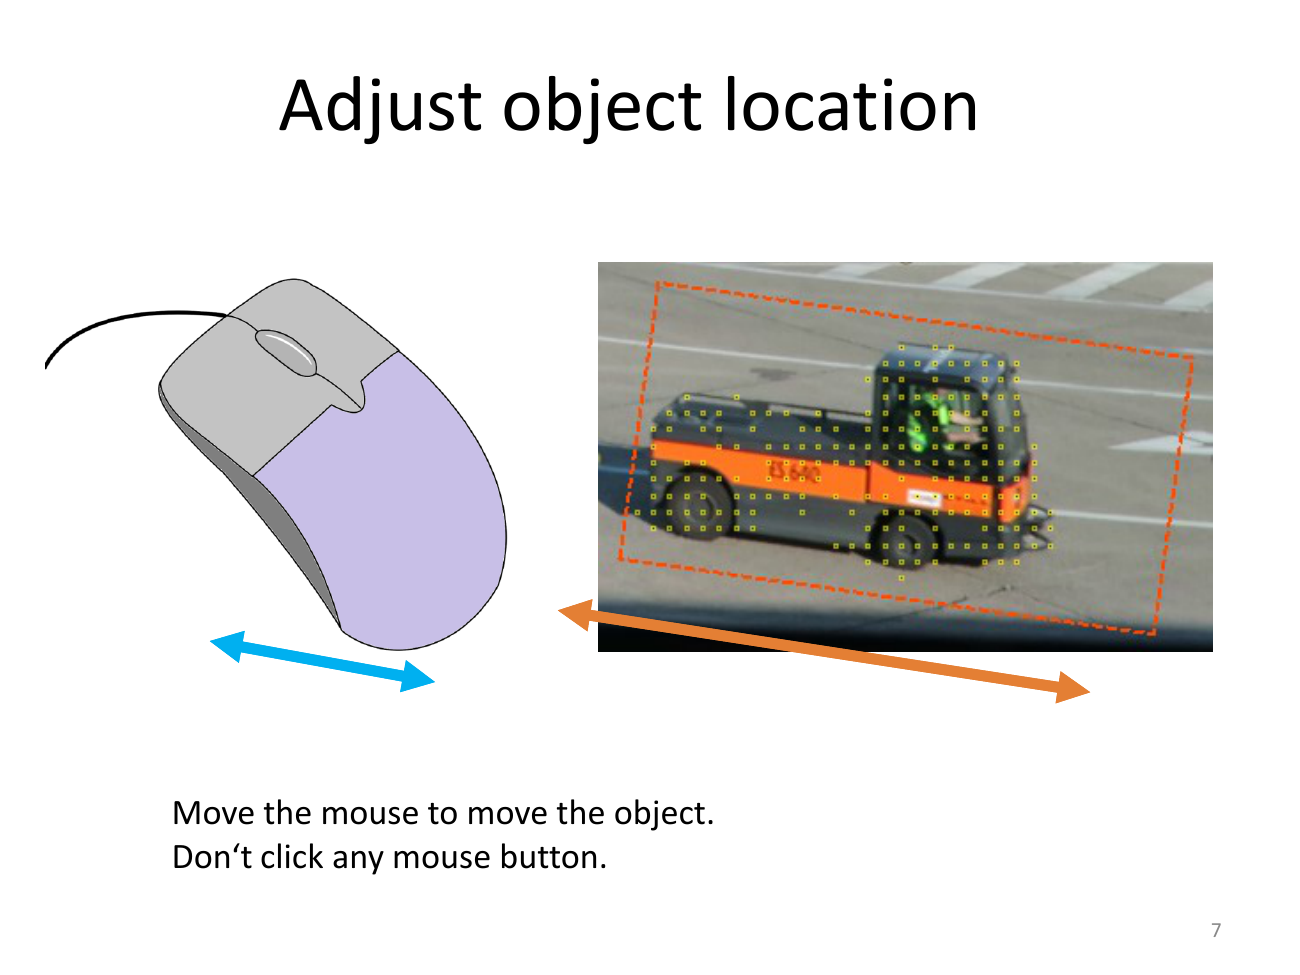 Adjust object location
Move the mouse to move the object.
Don‘t click any mouse button.
7